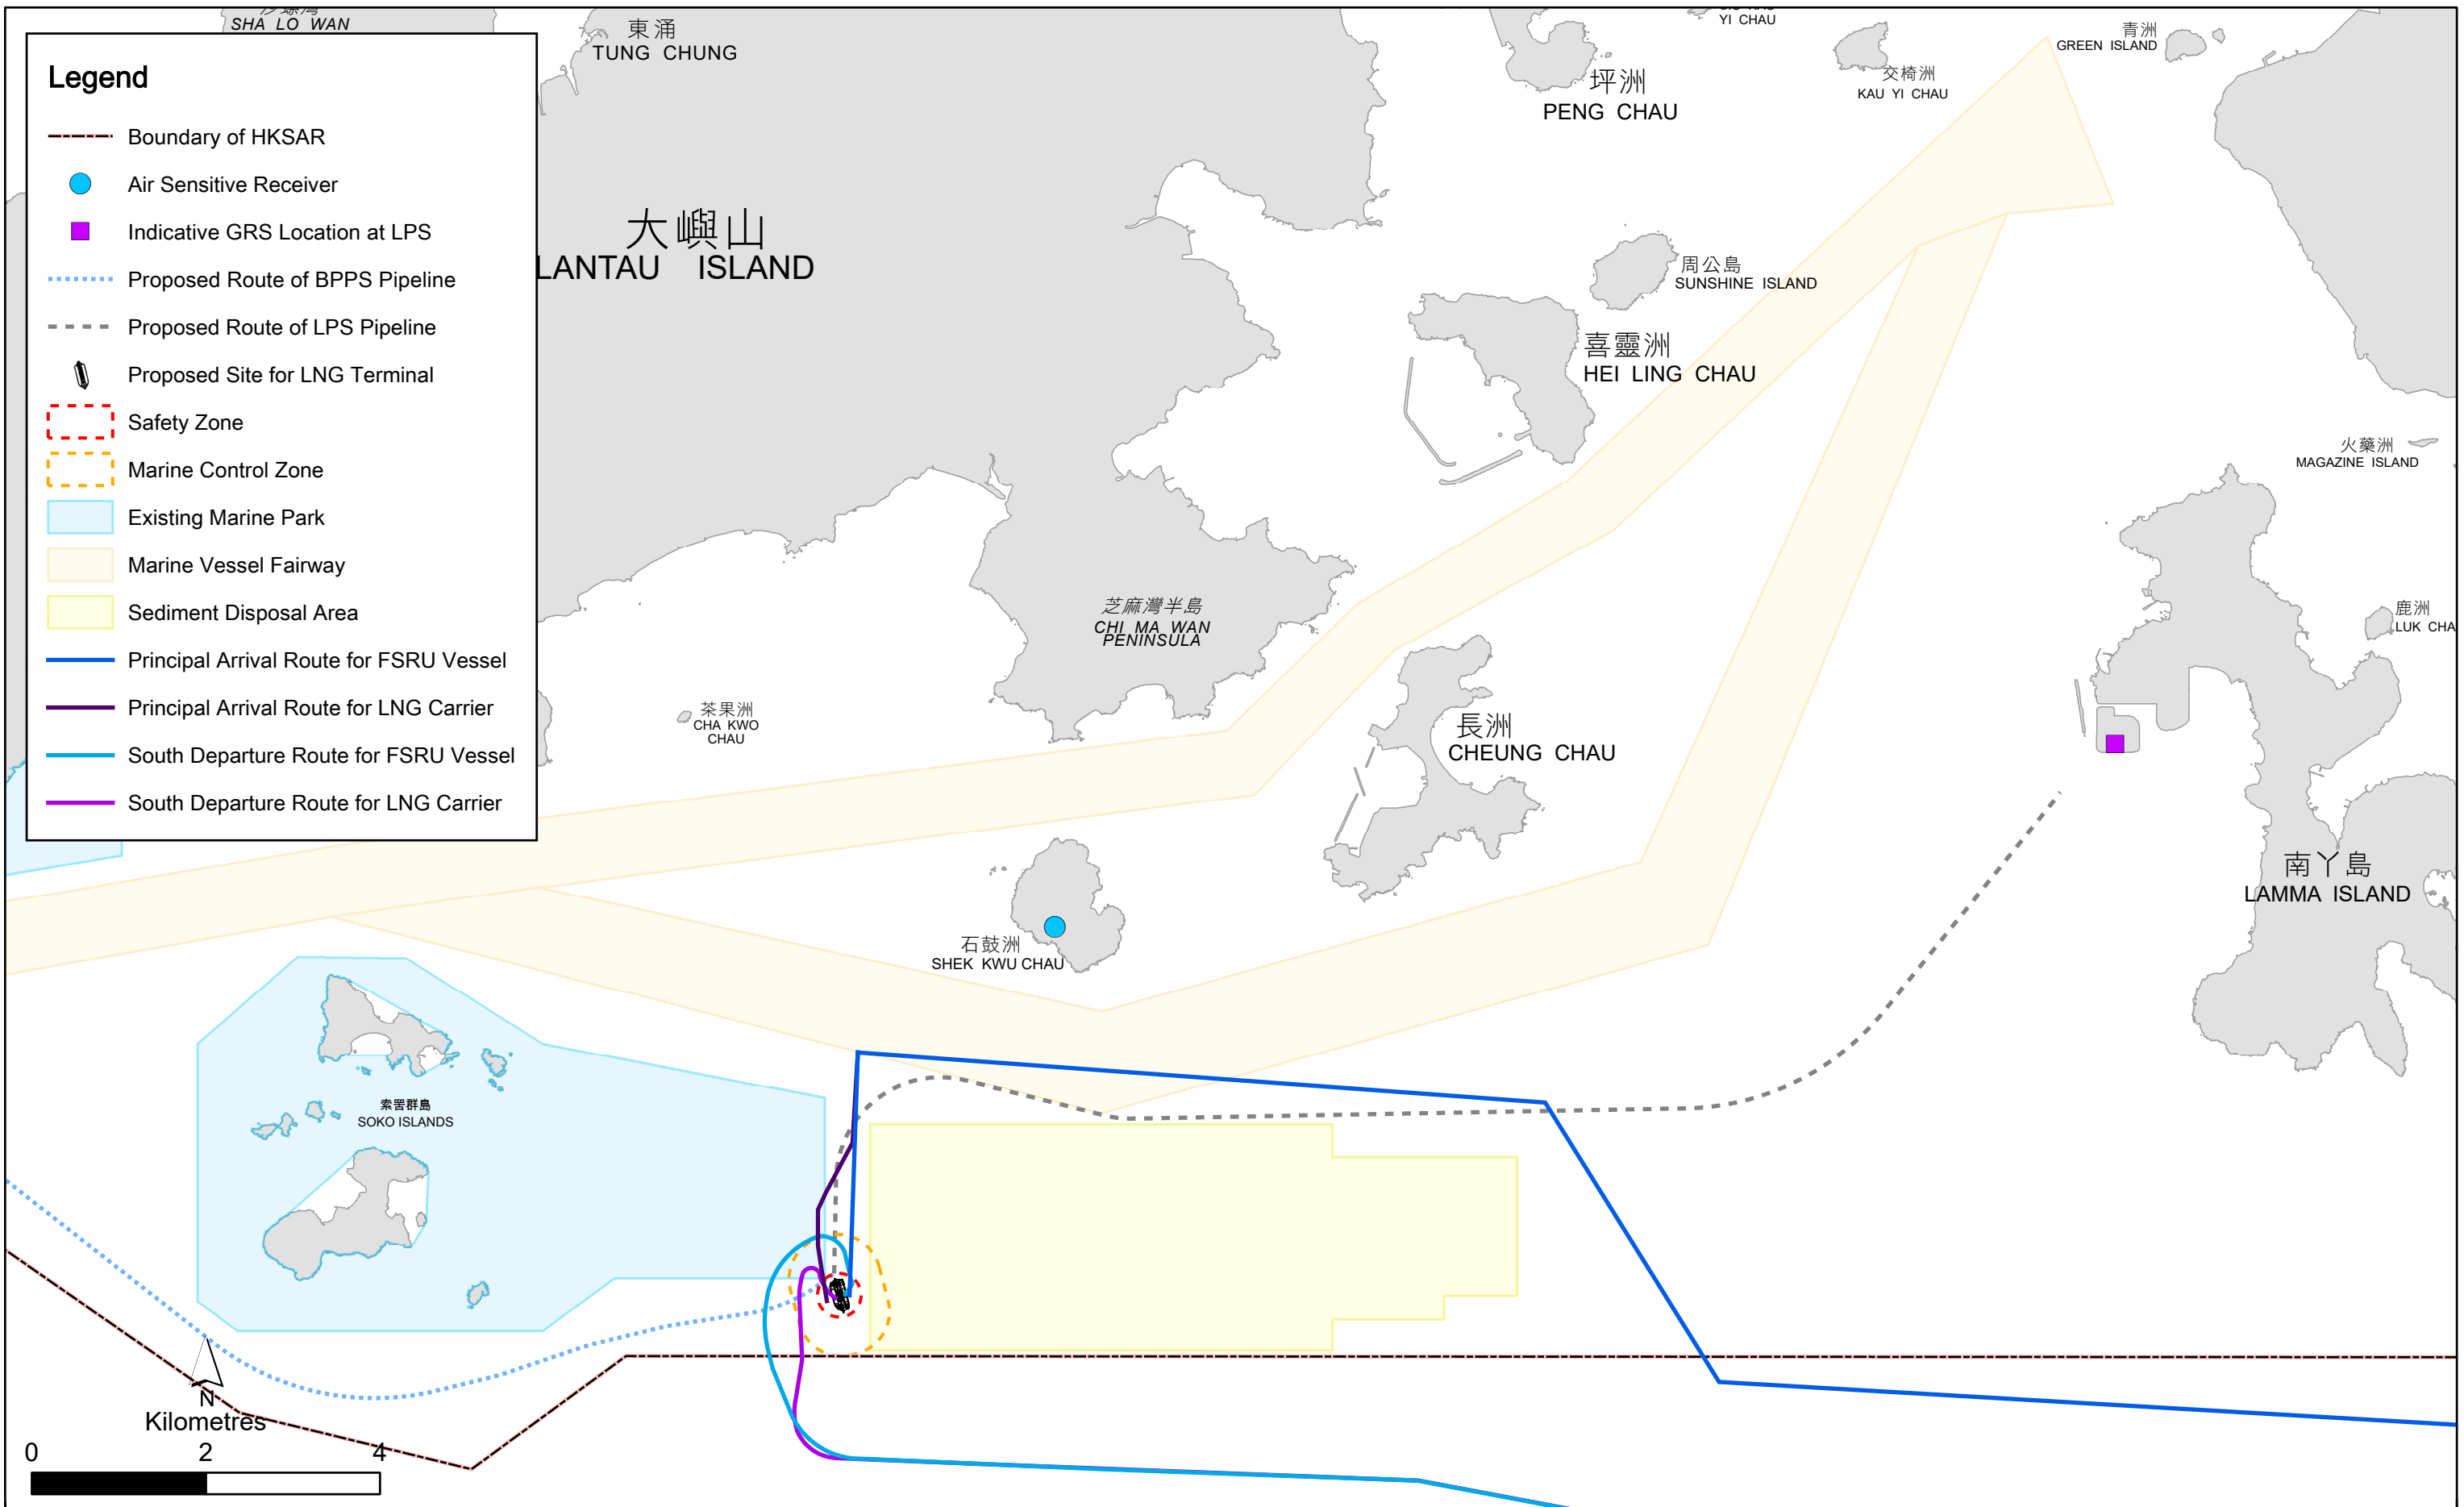 SHA LO WAN
東涌
TUNG CHUNG
YI CHAU
青洲
GREEN ISLAND
坪洲
PENG CHAU
交椅洲
KAU YI CHAU
Legend
Boundary of HKSAR
Air Sensitive Receiver
Indicative GRS Location at LPS
Proposed Route of BPPS Pipeline
Proposed Route of LPS Pipeline
Proposed Site for LNG Terminal
Safety Zone
Marine Control Zone
Existing Marine Park
Marine Vessel Fairway
Sediment Disposal Area
Principal Arrival Route for FSRU Vessel
Principal Arrival Route for LNG Carrier
South Departure Route for FSRU Vessel
South Departure Route for LNG Carrier
大嶼山
LANTAU ISLAND
周公島
SUNSHINE ISLAND
喜靈洲
HEI LING CHAU
火藥洲
MAGAZINE ISLAND
芝麻灣半島
CHI MA WAN
PENINSULA
鹿洲
LUK CHA
茶果洲
CHA KWO
CHAU
長洲
CHEUNG CHAU
南丫島
LAMMA ISLAND
石鼓洲
SHEK KWU CHAU
索罟群島
SOKO ISLANDS
N
Kilometres
0 2 4